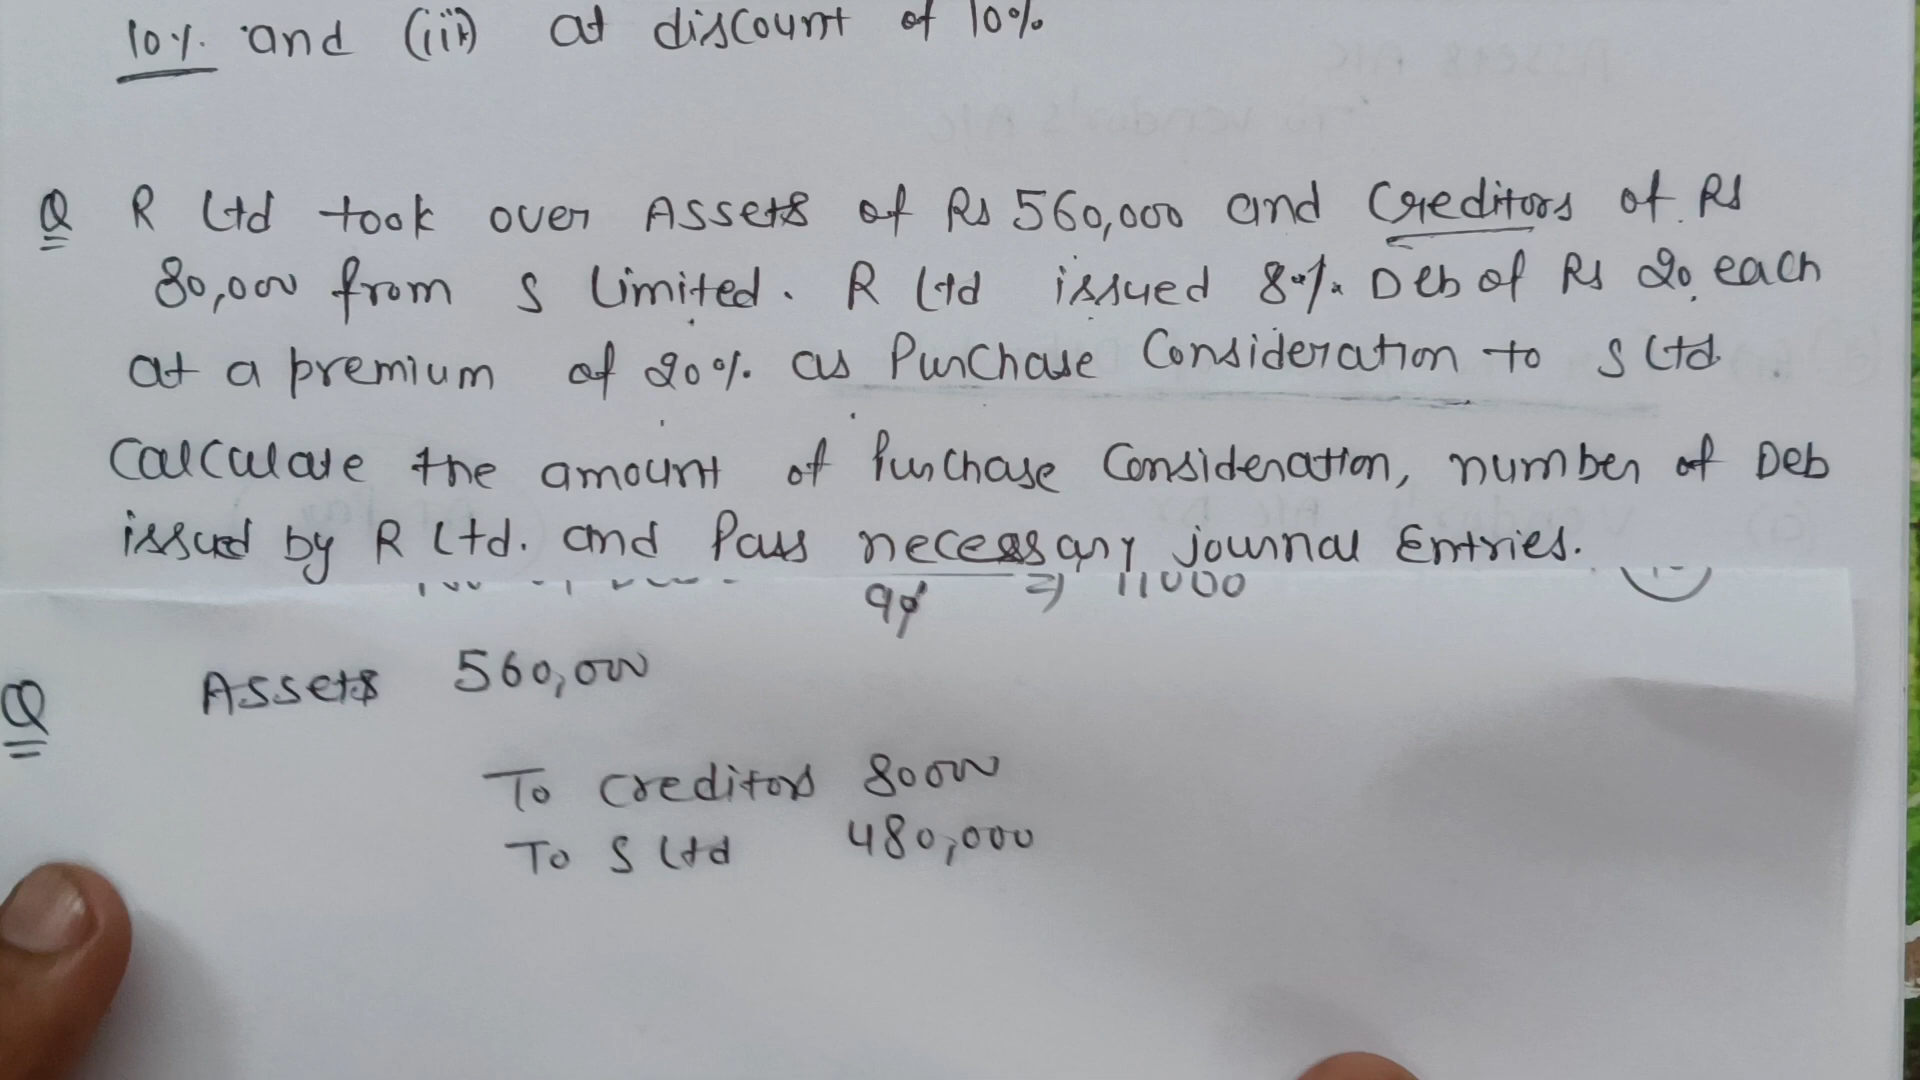 10%. and (iii) at discount of 10%
Q R Ltd took over Assets of Rs 560,000 and Creditors of Rs
80,000 from S Limited. R Ltd issued 8%. Deb of Rs 20 each
at a premium of 20%. as Purchase Consideration to S Ltd
Calculate the amount of Purchase Consideration, number of Deb
issued by R Ltd. and Pass necessary journal Entries.
90 ⇒ 11000
Q Assets 560,000
To Creditors 80000
To S Ltd 480,000